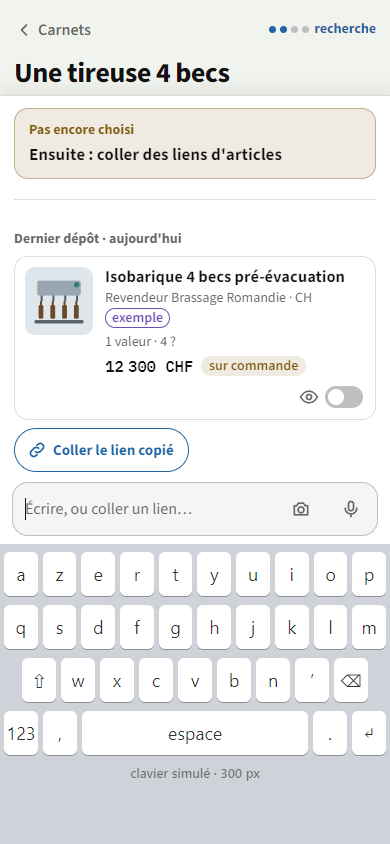 Carnets
recherche
Une tireuse 4 becs
Pas encore choisi
Ensuite : coller des liens d'articles
Dernier dépôt · aujourd'hui
Isobarique 4 becs pré-évacuation
Revendeur Brassage Romandie · CH
exemple
1 valeur · 4 ?
12 300 CHF sur commande
Coller le lien copié
Écrire, ou coller un lien…
a z e r t y u i o p
q s d f g h j k l m
⇧ w x c v b n ’ ⌫
123 , espace . ↵
clavier simulé · 300 px